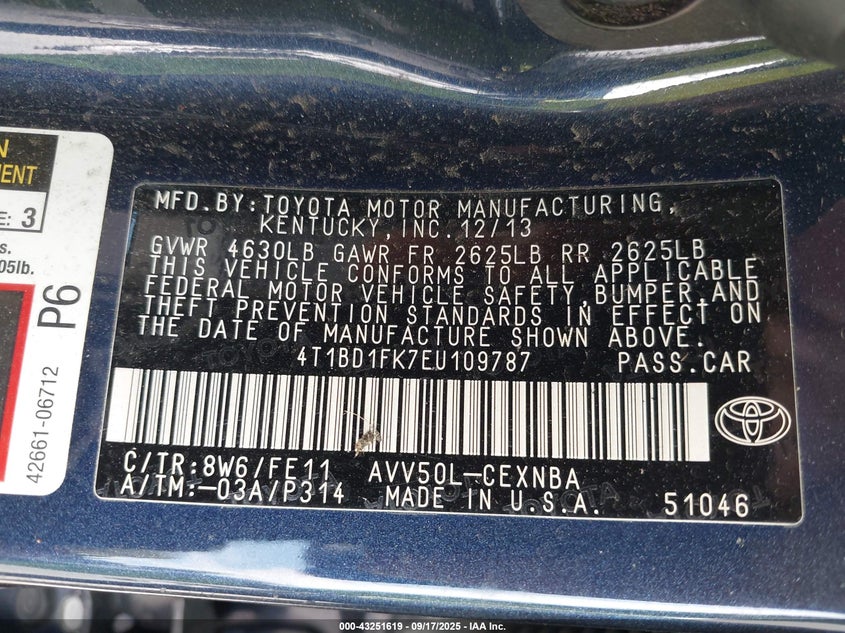 N
MENT
E: 3
s.
05lb.
P6
42661-06712
MFD.BY:TOYOTA MOTOR MANUFACTURING,
KENTUCKY,INC.12/13
GVWR 4630LB GAWR FR 2625LB RR 2625LB
THIS VEHICLE CONFORMS TO ALL APPLICABLE
FEDERAL MOTOR VEHICLE SAFETY,BUMPER,AND
THEFT PREVENTION STANDARDS IN EFFECT ON
THE DATE OF MANUFACTURE SHOWN ABOVE.
4T1BD1FK7EU109787 PASS.CAR
C/TR:8W6/FE11 AVV50L-CEXNBA
A/TM:-03A/P314 MADE IN U.S.A. 51046
000-43251619 - 09/17/2025 - IAA Inc.